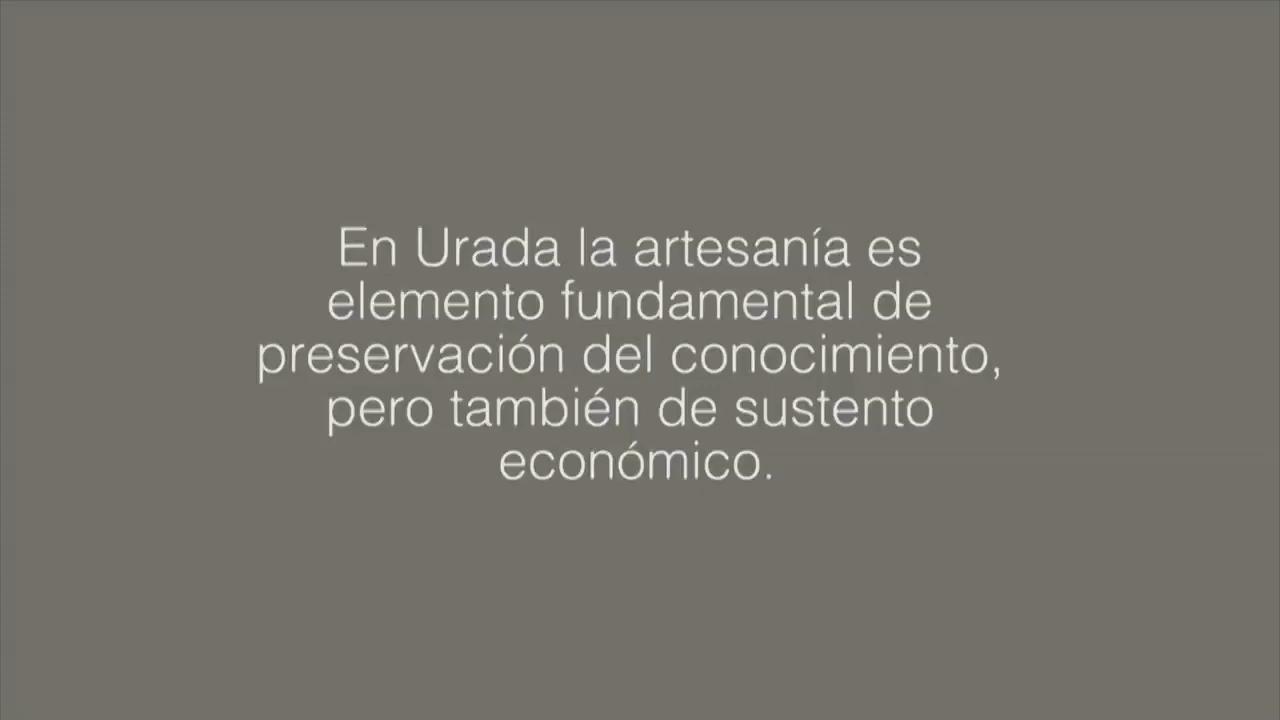 En Urada la artesanía es
elemento fundamental de
preservación del conocimiento,
pero también de sustento
económico.